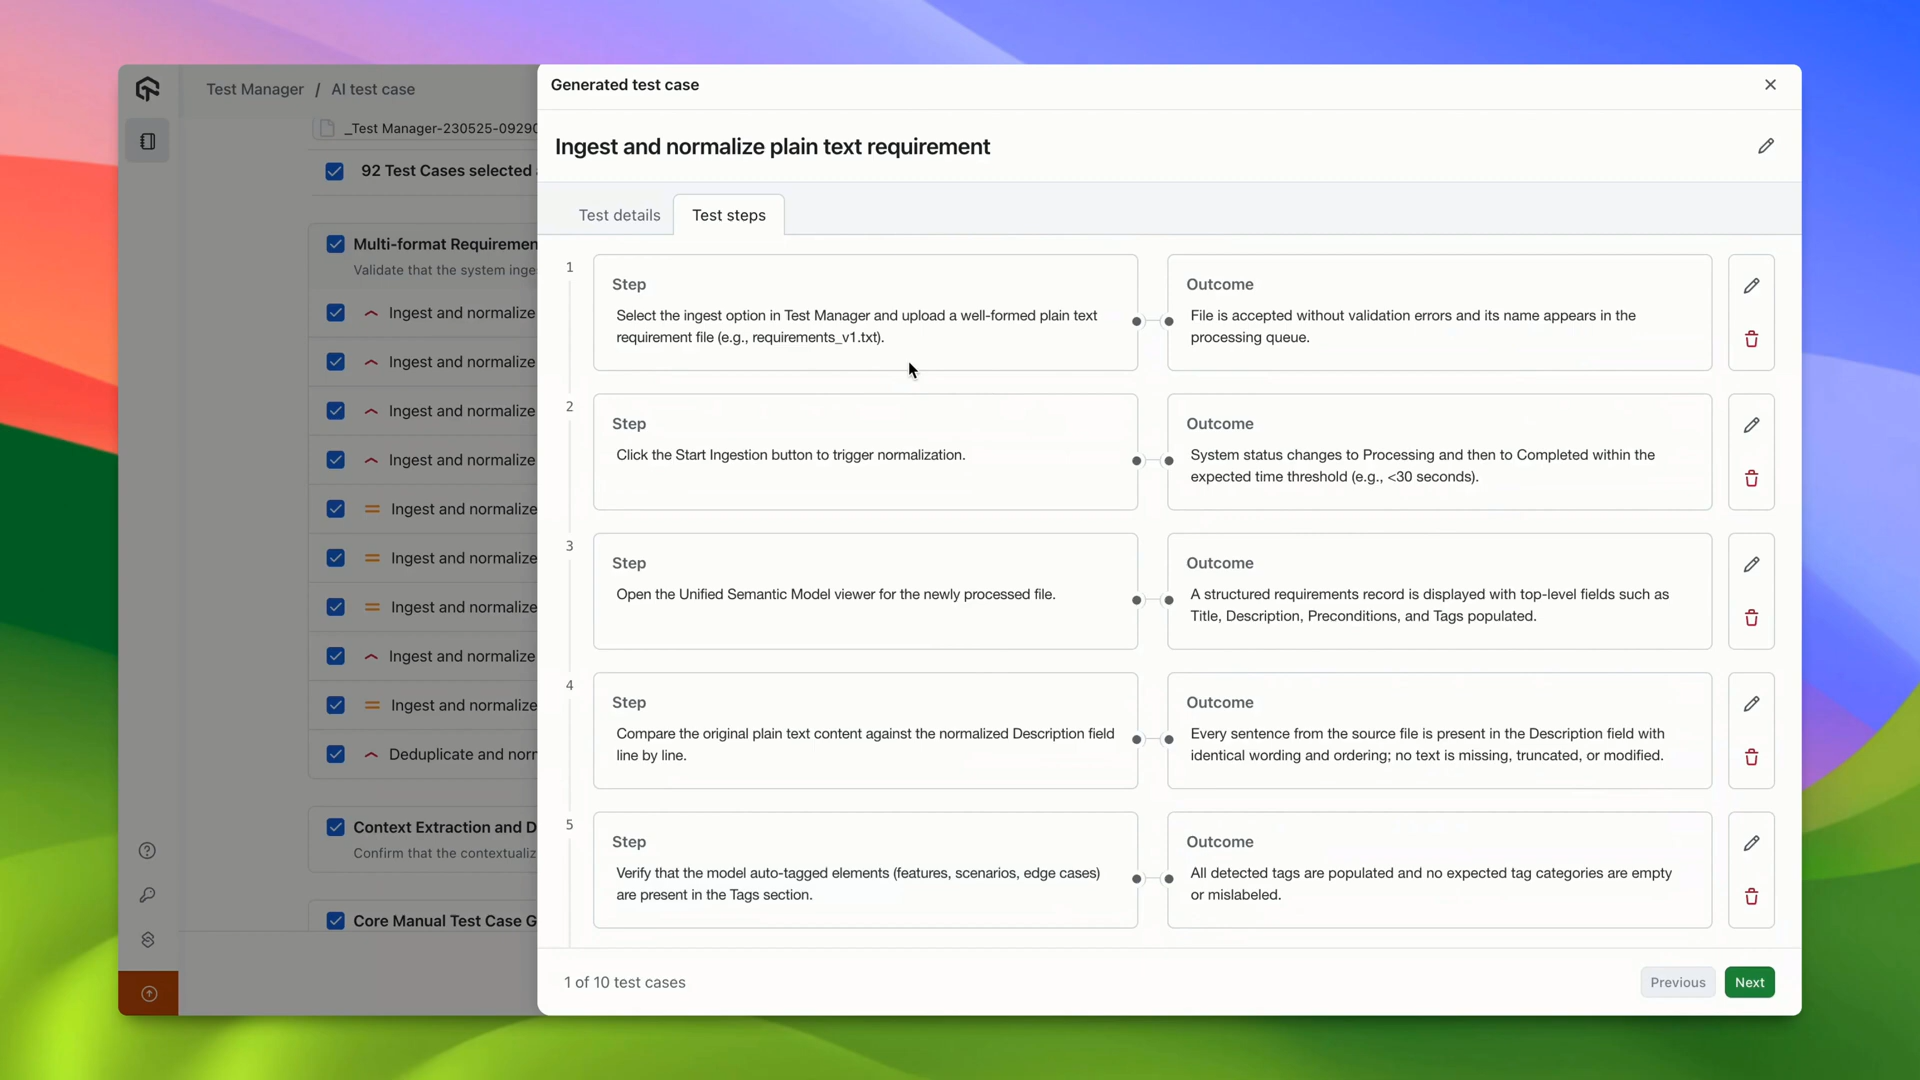 Test Manager / AI test case
_Test Manager-230525-0929
92 Test Cases selected
Multi-format Requiremen
Validate that the system inge
Ingest and normalize
Ingest and normalize
Ingest and normalize
Ingest and normalize
Ingest and normalize
Ingest and normalize
Ingest and normalize
Ingest and normalize
Ingest and normalize
Deduplicate and norm
Context Extraction and D
Confirm that the contextualiz
Core Manual Test Case G
Generated test case
Ingest and normalize plain text requirement
Test details
Test steps
1
Step
Select the ingest option in Test Manager and upload a well-formed plain text
requirement file (e.g., requirements_v1.txt).
Outcome
File is accepted without validation errors and its name appears in the
processing queue.
2
Step
Click the Start Ingestion button to trigger normalization.
Outcome
System status changes to Processing and then to Completed within the
expected time threshold (e.g., <30 seconds).
3
Step
Open the Unified Semantic Model viewer for the newly processed file.
Outcome
A structured requirements record is displayed with top-level fields such as
Title, Description, Preconditions, and Tags populated.
4
Step
Compare the original plain text content against the normalized Description field
line by line.
Outcome
Every sentence from the source file is present in the Description field with
identical wording and ordering; no text is missing, truncated, or modified.
5
Step
Verify that the model auto-tagged elements (features, scenarios, edge cases)
are present in the Tags section.
Outcome
All detected tags are populated and no expected tag categories are empty
or mislabeled.
1 of 10 test cases
Previous
Next